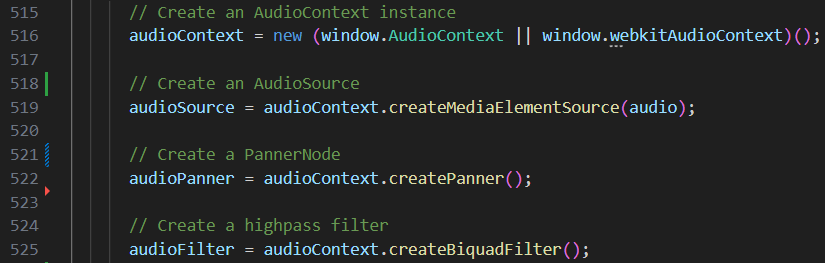 515 // Create an AudioContext instance
516 audioContext = new (window.AudioContext || window.webkitAudioContext)();
517
518 // Create an AudioSource
519 audioSource = audioContext.createMediaElementSource(audio);
520
521 // Create a PannerNode
522 audioPanner = audioContext.createPanner();
523
524 // Create a highpass filter
525 audioFilter = audioContext.createBiquadFilter();